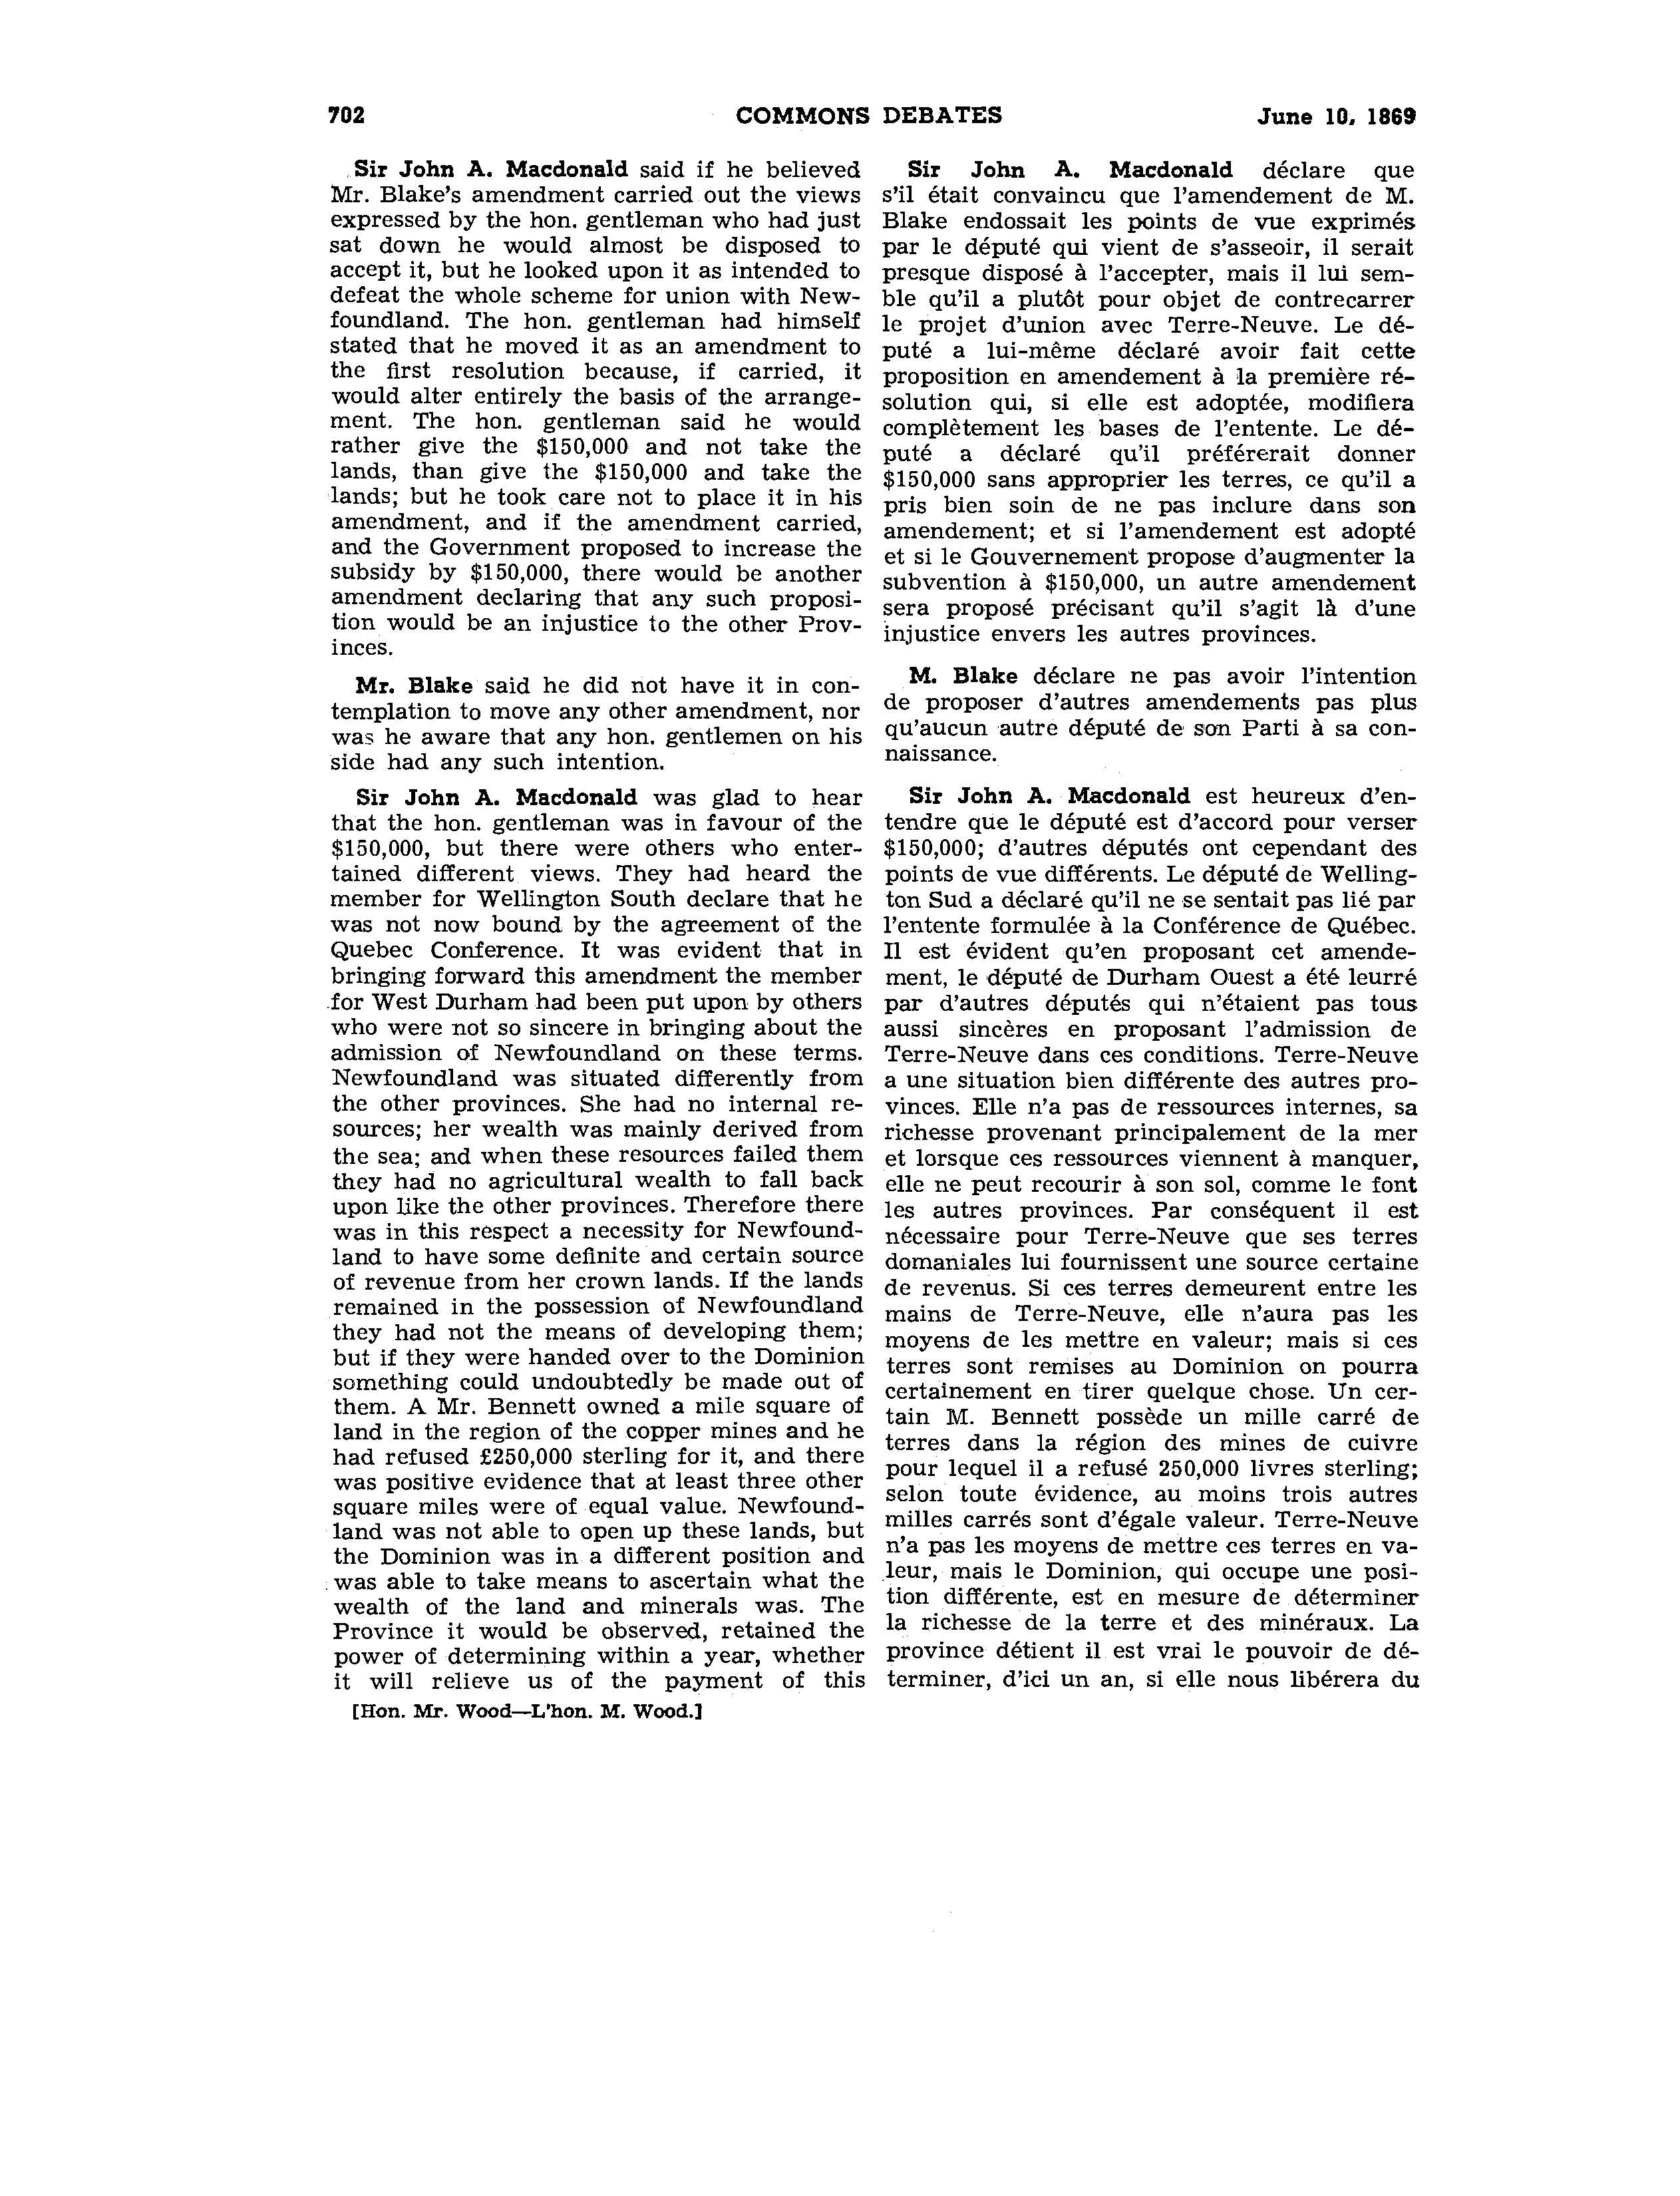 702 COMMONS DEBATES June 10, 1869
Sir John A. Macdonald said if he believed
Mr. Blake's amendment carried out the views
expressed by the hon. gentleman who had just
sat down he would almost be disposed to
accept it, but he looked upon it as intended to
defeat the whole scheme for union with New-
foundland. The hon. gentleman had himself
stated that he moved it as an amendment to
the first resolution because, if carried, it
would alter entirely the basis of the arrange-
ment. The hon. gentleman said he would
rather give the $150,000 and not take the
lands, than give the $150,000 and take the
lands; but he took care not to place it in his
amendment, and if the amendment carried,
and the Government proposed to increase the
subsidy by $150,000, there would be another
amendment declaring that any such proposi-
tion would be an injustice to the other Prov-
inces.
Mr. Blake said he did not have it in con-
templation to move any other amendment, nor
was he aware that any hon. gentlemen on his
side had any such intention.
Sir John A. Macdonald was glad to hear
that the hon. gentleman was in favour of the
$150,000, but there were others who enter-
tained different views. They had heard the
member for Wellington South declare that he
was not now bound by the agreement of the
Quebec Conference. It was evident that in
bringing forward this amendment the member
for West Durham had been put upon by others
who were not so sincere in bringing about the
admission of Newfoundland on these terms.
Newfoundland was situated differently from
the other provinces. She had no internal re-
sources; her wealth was mainly derived from
the sea; and when these resources failed them
they had no agricultural wealth to fall back
upon like the other provinces. Therefore there
was in this respect a necessity for Newfound-
land to have some definite and certain source
of revenue from her crown lands. If the lands
remained in the possession of Newfoundland
they had not the means of developing them;
but if they were handed over to the Dominion
something could undoubtedly be made out of
them. A Mr. Bennett owned a mile square of
land in the region of the copper mines and he
had refused £250,000 sterling for it, and there
was positive evidence that at least three other
square miles were of equal value. Newfound-
land was not able to open up these lands, but
the Dominion was in a different position and
was able to take means to ascertain what the
wealth of the land and minerals was. The
Province it would be observed, retained the
power of determining within a year, whether
it will relieve us of the payment of this
Sir John A. Macdonald déclare que
s'il était convaincu que l'amendement de M.
Blake endossait les points de vue exprimés
par le député qui vient de s'asseoir, il serait
presque disposé à l'accepter, mais il lui sem-
ble qu'il a plutôt pour objet de contrecarrer
le projet d'union avec Terre-Neuve. Le dé-
puté a lui-même déclaré avoir fait cette
proposition en amendement à la première ré-
solution qui, si elle est adoptée, modifiera
complètement les bases de l'entente. Le dé-
puté a déclaré qu'il préférerait donner
$150,000 sans approprier les terres, ce qu'il a
pris bien soin de ne pas inclure dans son
amendement; et si l'amendement est adopté
et si le Gouvernement propose d'augmenter la
subvention à $150,000, un autre amendement
sera proposé précisant qu'il s'agit là d'une
injustice envers les autres provinces.
M. Blake déclare ne pas avoir l'intention
de proposer d'autres amendements pas plus
qu'aucun autre député de son Parti à sa con-
naissance.
Sir John A. Macdonald est heureux d'en-
tendre que le député est d'accord pour verser
$150,000; d'autres députés ont cependant des
points de vue différents. Le député de Welling-
ton Sud a déclaré qu'il ne se sentait pas lié par
l'entente formulée à la Conférence de Québec.
Il est évident qu'en proposant cet amende-
ment, le député de Durham Ouest a été leurré
par d'autres députés qui n'étaient pas tous
aussi sincères en proposant l'admission de
Terre-Neuve dans ces conditions. Terre-Neuve
a une situation bien différente des autres pro-
vinces. Elle n'a pas de ressources internes, sa
richesse provenant principalement de la mer
et lorsque ces ressources viennent à manquer,
elle ne peut recourir à son sol, comme le font
les autres provinces. Par conséquent il est
nécessaire pour Terre-Neuve que ses terres
domaniales lui fournissent une source certaine
de revenus. Si ces terres demeurent entre les
mains de Terre-Neuve, elle n'aura pas les
moyens de les mettre en valeur; mais si ces
terres sont remises au Dominion on pourra
certainement en tirer quelque chose. Un cer-
tain M. Bennett possède un mille carré de
terres dans la région des mines de cuivre
pour lequel il a refusé 250,000 livres sterling;
selon toute évidence, au moins trois autres
milles carrés sont d'égale valeur. Terre-Neuve
n'a pas les moyens de mettre ces terres en va-
leur, mais le Dominion, qui occupe une posi-
tion différente, est en mesure de déterminer
la richesse de la terre et des minéraux. La
province détient il est vrai le pouvoir de dé-
terminer, d'ici un an, si elle nous libérera du
[Hon. Mr. Wood—L'hon. M. Wood.]